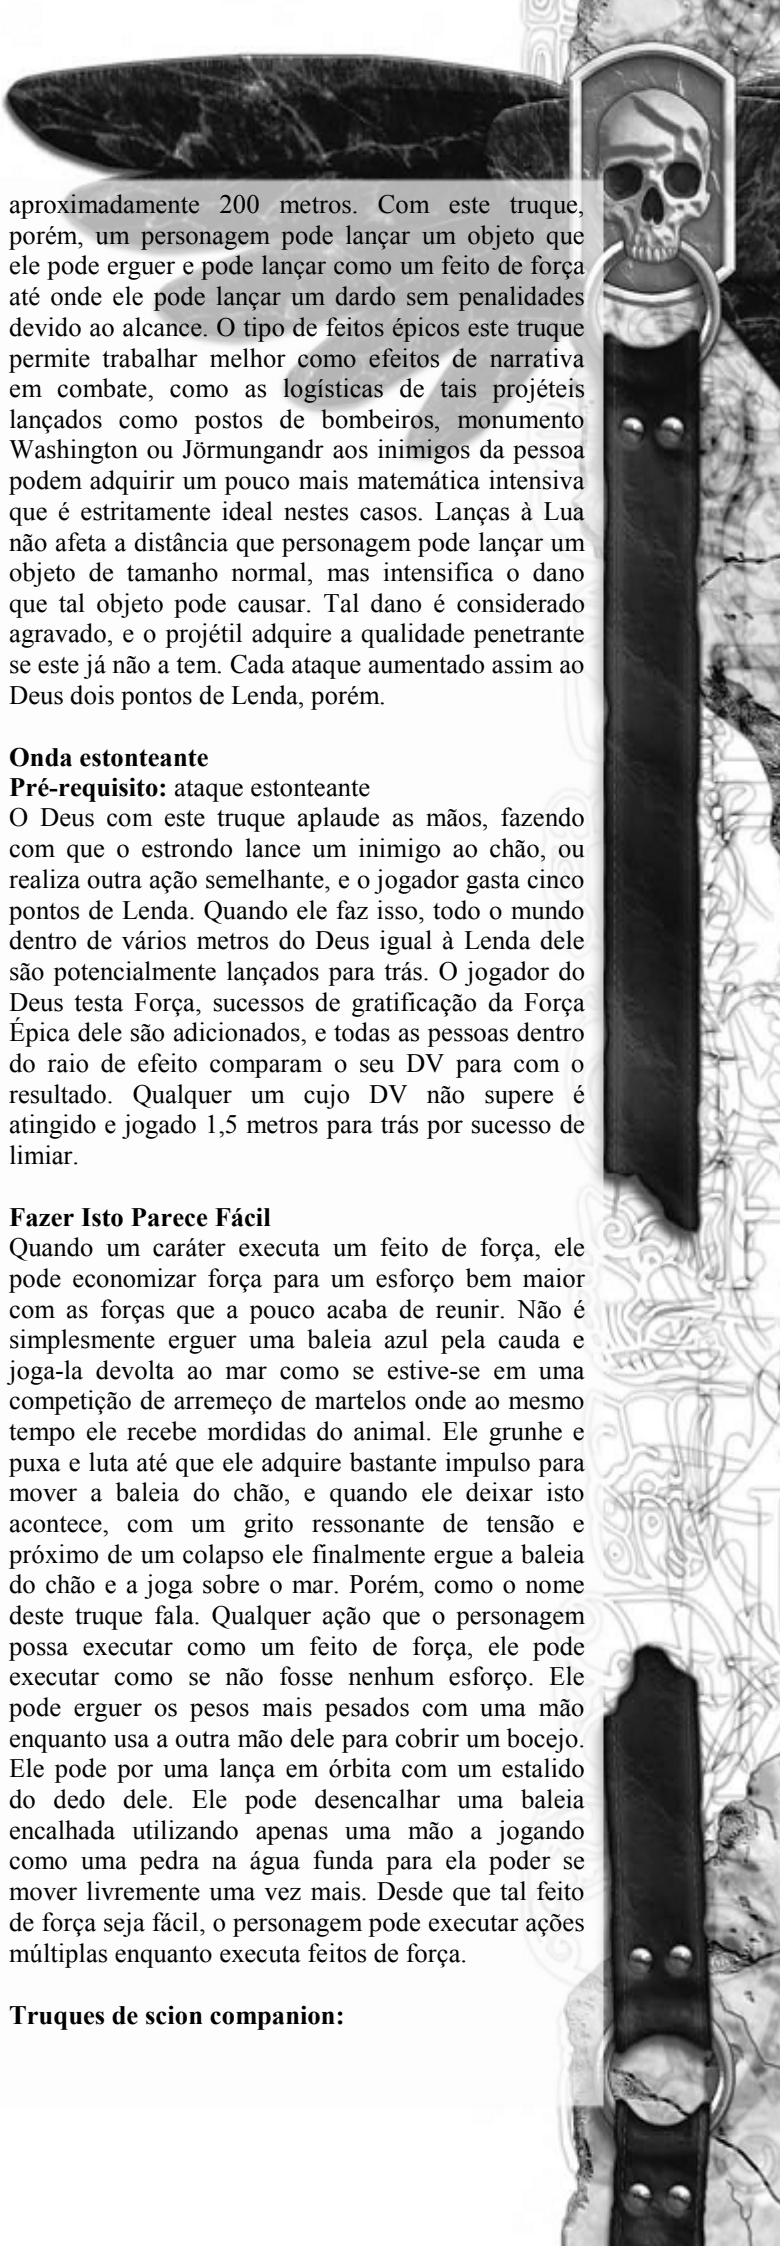 aproximadamente 200 metros. Com este truque,
porém, um personagem pode lançar um objeto que
ele pode erguer e pode lançar como um feito de força
até onde ele pode lançar um dardo sem penalidades
devido ao alcance. O tipo de feitos épicos este truque
permite trabalhar melhor como efeitos de narrativa
em combate, como as logísticas de tais projéteis
lançados como postos de bombeiros, monumento
Washington ou Jörmungandr aos inimigos da pessoa
podem adquirir um pouco mais matemática intensiva
que é estritamente ideal nestes casos. Lanças à Lua
não afeta a distância que personagem pode lançar um
objeto de tamanho normal, mas intensifica o dano
que tal objeto pode causar. Tal dano é considerado
agravado, e o projétil adquire a qualidade penetrante
se este já não a tem. Cada ataque aumentado assim ao
Deus dois pontos de Lenda, porém.
Onda estonteante
Pré-requisito: ataque estonteante
O Deus com este truque aplaude as mãos, fazendo
com que o estrondo lance um inimigo ao chão, ou
realiza outra ação semelhante, e o jogador gasta cinco
pontos de Lenda. Quando ele faz isso, todo o mundo
dentro de vários metros do Deus igual à Lenda dele
são potencialmente lançados para trás. O jogador do
Deus testa Força, sucessos de gratificação da Força
Épica dele são adicionados, e todas as pessoas dentro
do raio de efeito comparam o seu DV para com o
resultado. Qualquer um cujo DV não supere é
atingido e jogado 1,5 metros para trás por sucesso de
limiar.
Fazer Isto Parece Fácil
Quando um caráter executa um feito de força, ele
pode economizar força para um esforço bem maior
com as forças que a pouco acaba de reunir. Não é
simplesmente erguer uma baleia azul pela cauda e
joga-la devolta ao mar como se estive-se em uma
competição de arremeço de martelos onde ao mesmo
tempo ele recebe mordidas do animal. Ele grunhe e
puxa e luta até que ele adquire bastante impulso para
mover a baleia do chão, e quando ele deixar isto
acontece, com um grito ressonante de tensão e
próximo de um colapso ele finalmente ergue a baleia
do chão e a joga sobre o mar. Porém, como o nome
deste truque fala. Qualquer ação que o personagem
possa executar como um feito de força, ele pode
executar como se não fosse nenhum esforço. Ele
pode erguer os pesos mais pesados com uma mão
enquanto usa a outra mão dele para cobrir um bocejo.
Ele pode por uma lança em órbita com um estalido
do dedo dele. Ele pode desencalhar uma baleia
encalhada utilizando apenas uma mão a jogando
como uma pedra na água funda para ela poder se
mover livremente uma vez mais. Desde que tal feito
de força seja fácil, o personagem pode executar ações
múltiplas enquanto executa feitos de força.
Truques de scion companion: